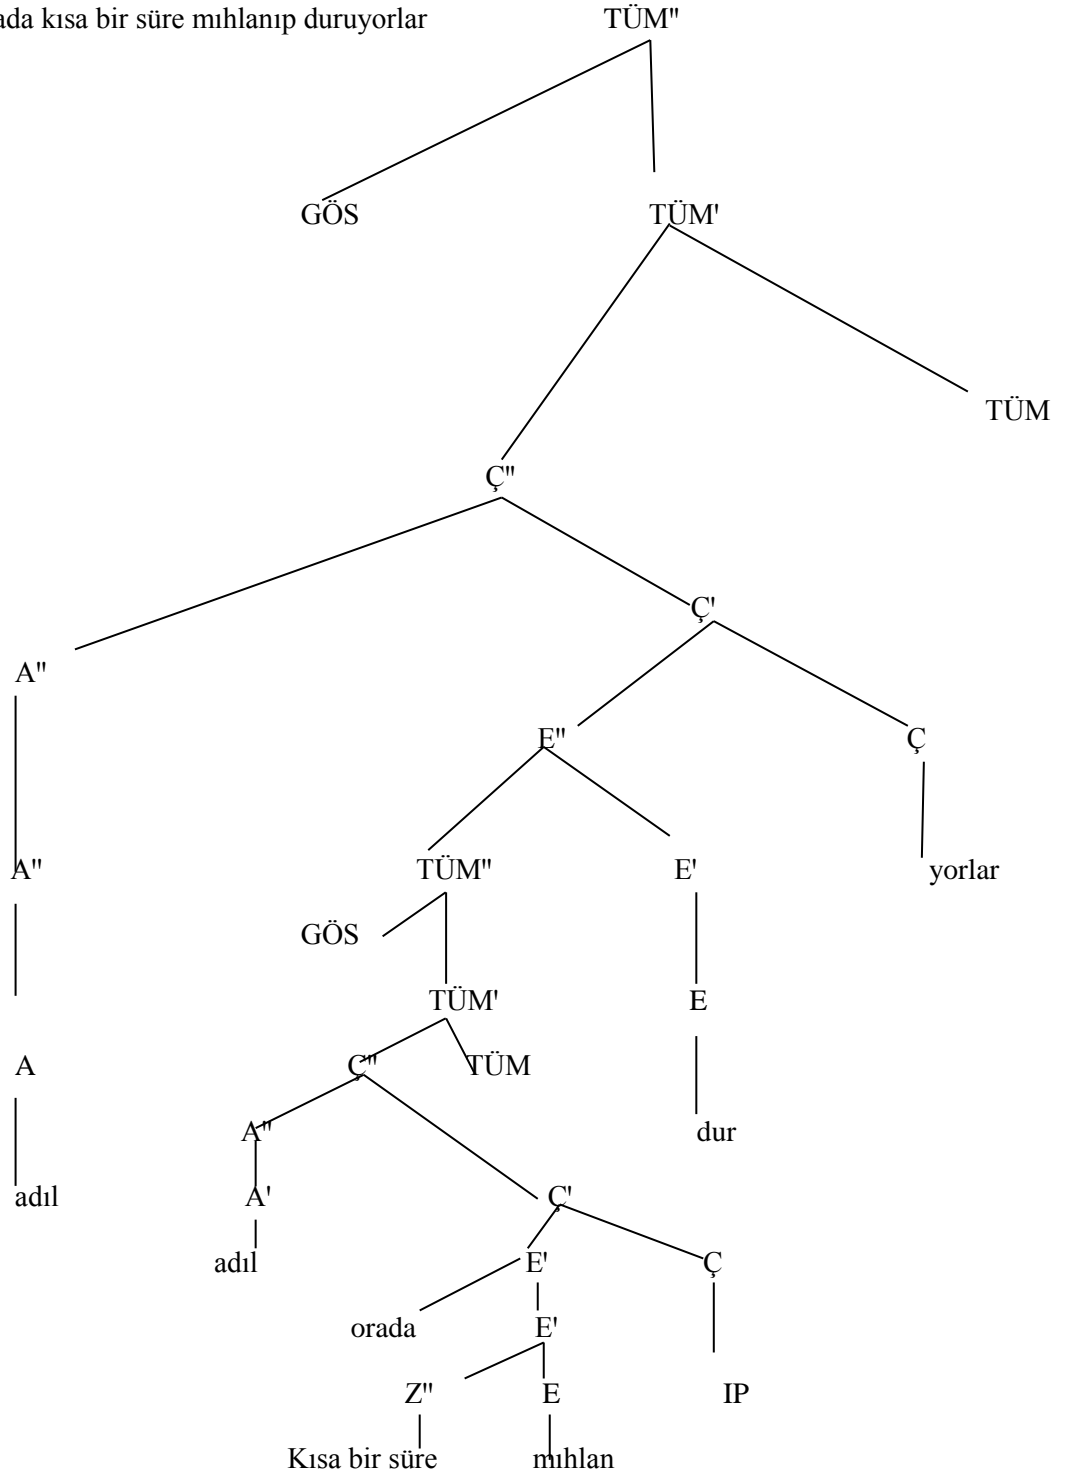 ada kısa bir süre mıhlanıp duruyorlar TÜM"
GÖS TÜM'
TÜM
Ç"
Ç'
A"
E" Ç
A" TÜM" E' yorlar
GÖS
TÜM' E
A Ç" TÜM
A" dur
adıl A' Ç'
adıl E' Ç
orada E'
Z" E IP
Kısa bir süre mıhlan